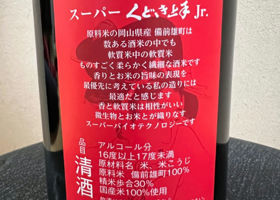 スーパー くどき上手 Jr.
原料米の岡山県産 備前雄町は
数ある酒米の中でも
軟質米中の軟質米
ものすごく柔らかく繊細な酒米です
香りとお米の旨味の表現を
最優先に考えている私の造りには
最適だと感じます
香と軟質米は相性がいい
微生物とお米とが織りなす
スーパーバイオテクノロジーです
品目
清酒
アルコール分
16度以上17度未満
原材料名/米、米こうじ
原料米 備前雄町100%
精米歩合30%
国産米100%使用